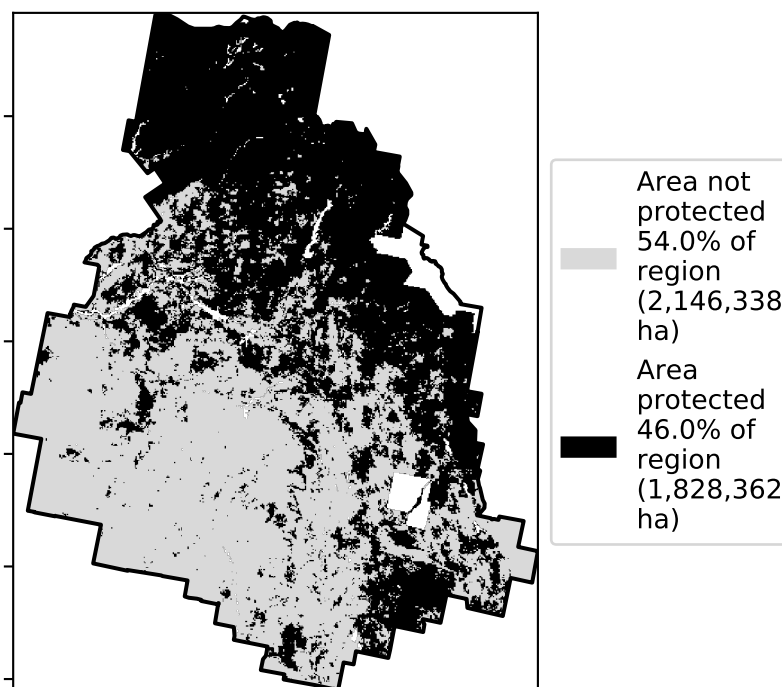 Area not
protected
54.0% of
region
(2,146,338
ha)
Area
protected
46.0% of
region
(1,828,362
ha)